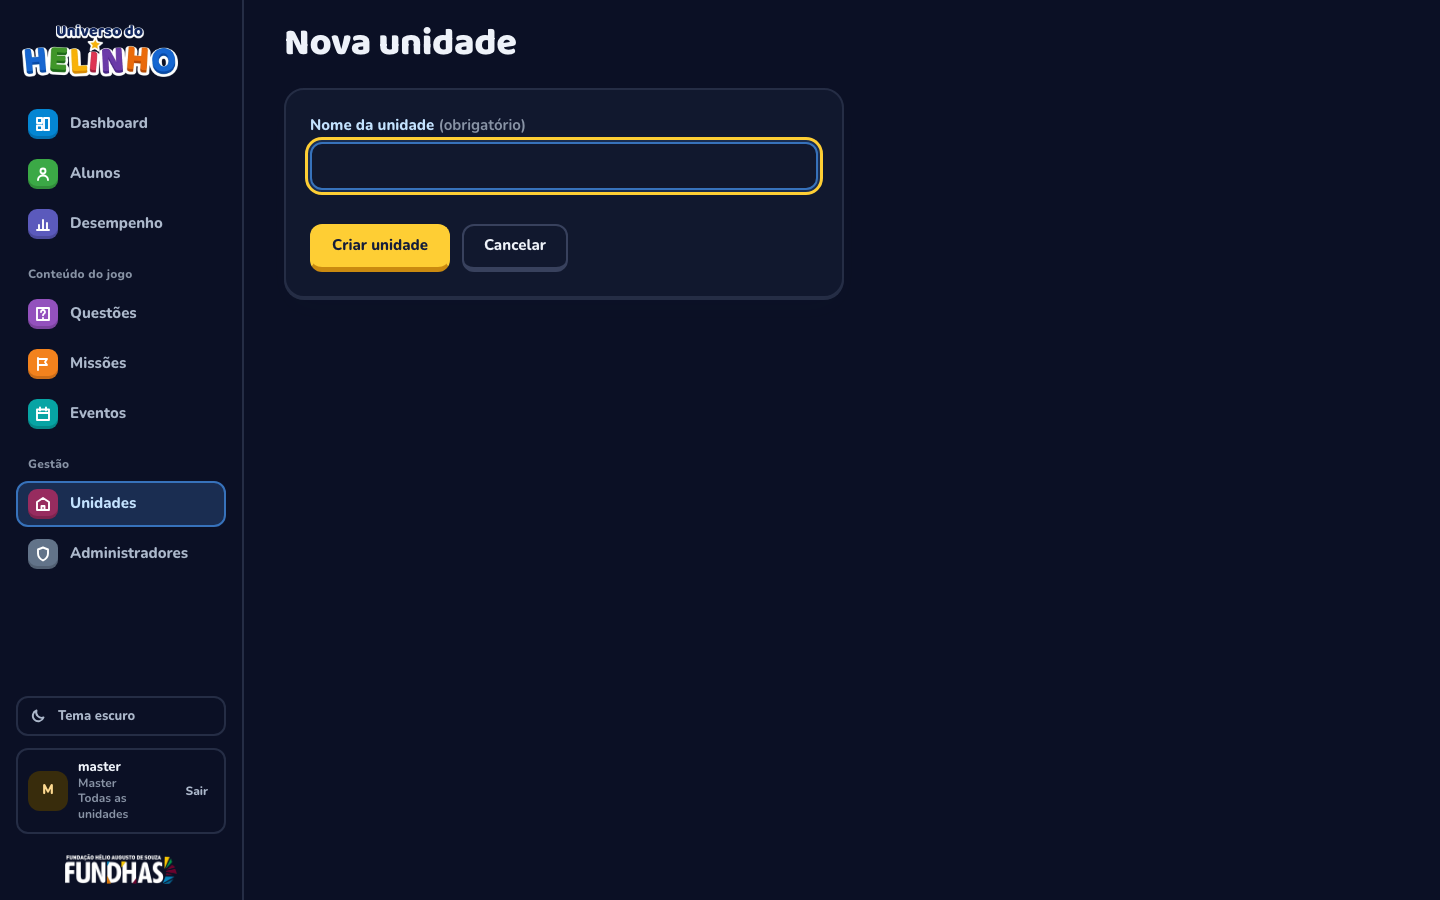 Universo do
HELINHO
Dashboard
Alunos
Desempenho
Conteúdo do jogo
Questões
Missões
Eventos
Gestão
Unidades
Administradores
Tema escuro
M
master
Master
Todas as
unidades
Sair
FUNDAÇÃO HÉLIO AUGUSTO DE SOUZA
FUNDHAS
Nova unidade
Nome da unidade (obrigatório)
Criar unidade
Cancelar